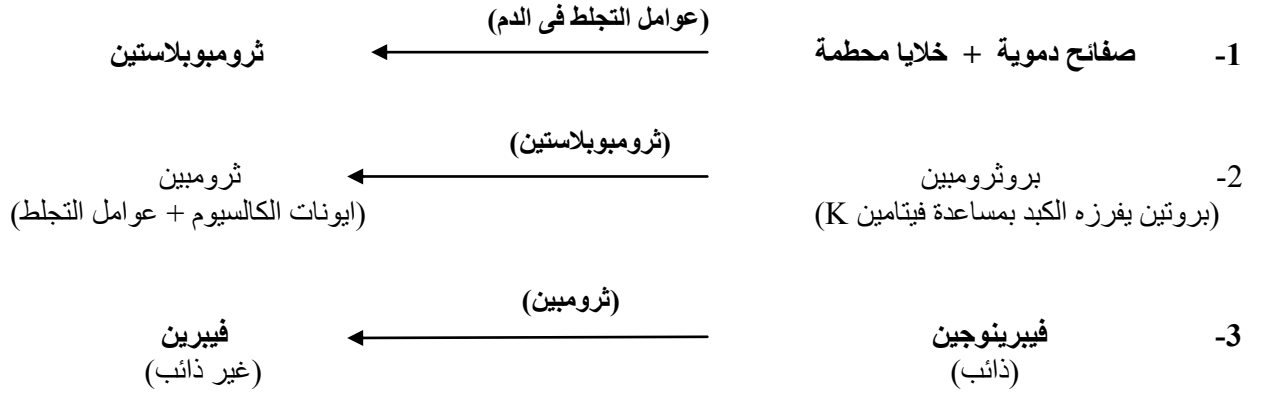 (عوامل التجلط فى الدم)
1- صفائح دموية + خلايا محطمة ثرومبوبلاستين
(ثرومبوبلاستين)
2- بروثرومبين ثرومبين
(بروتين يفرزه الكبد بمساعدة فيتامين K) (ايونات الكالسيوم + عوامل التجلط)
(ثرومبين)
3- فيبرينوجين فيبرين
(ذائب) (غير ذائب)